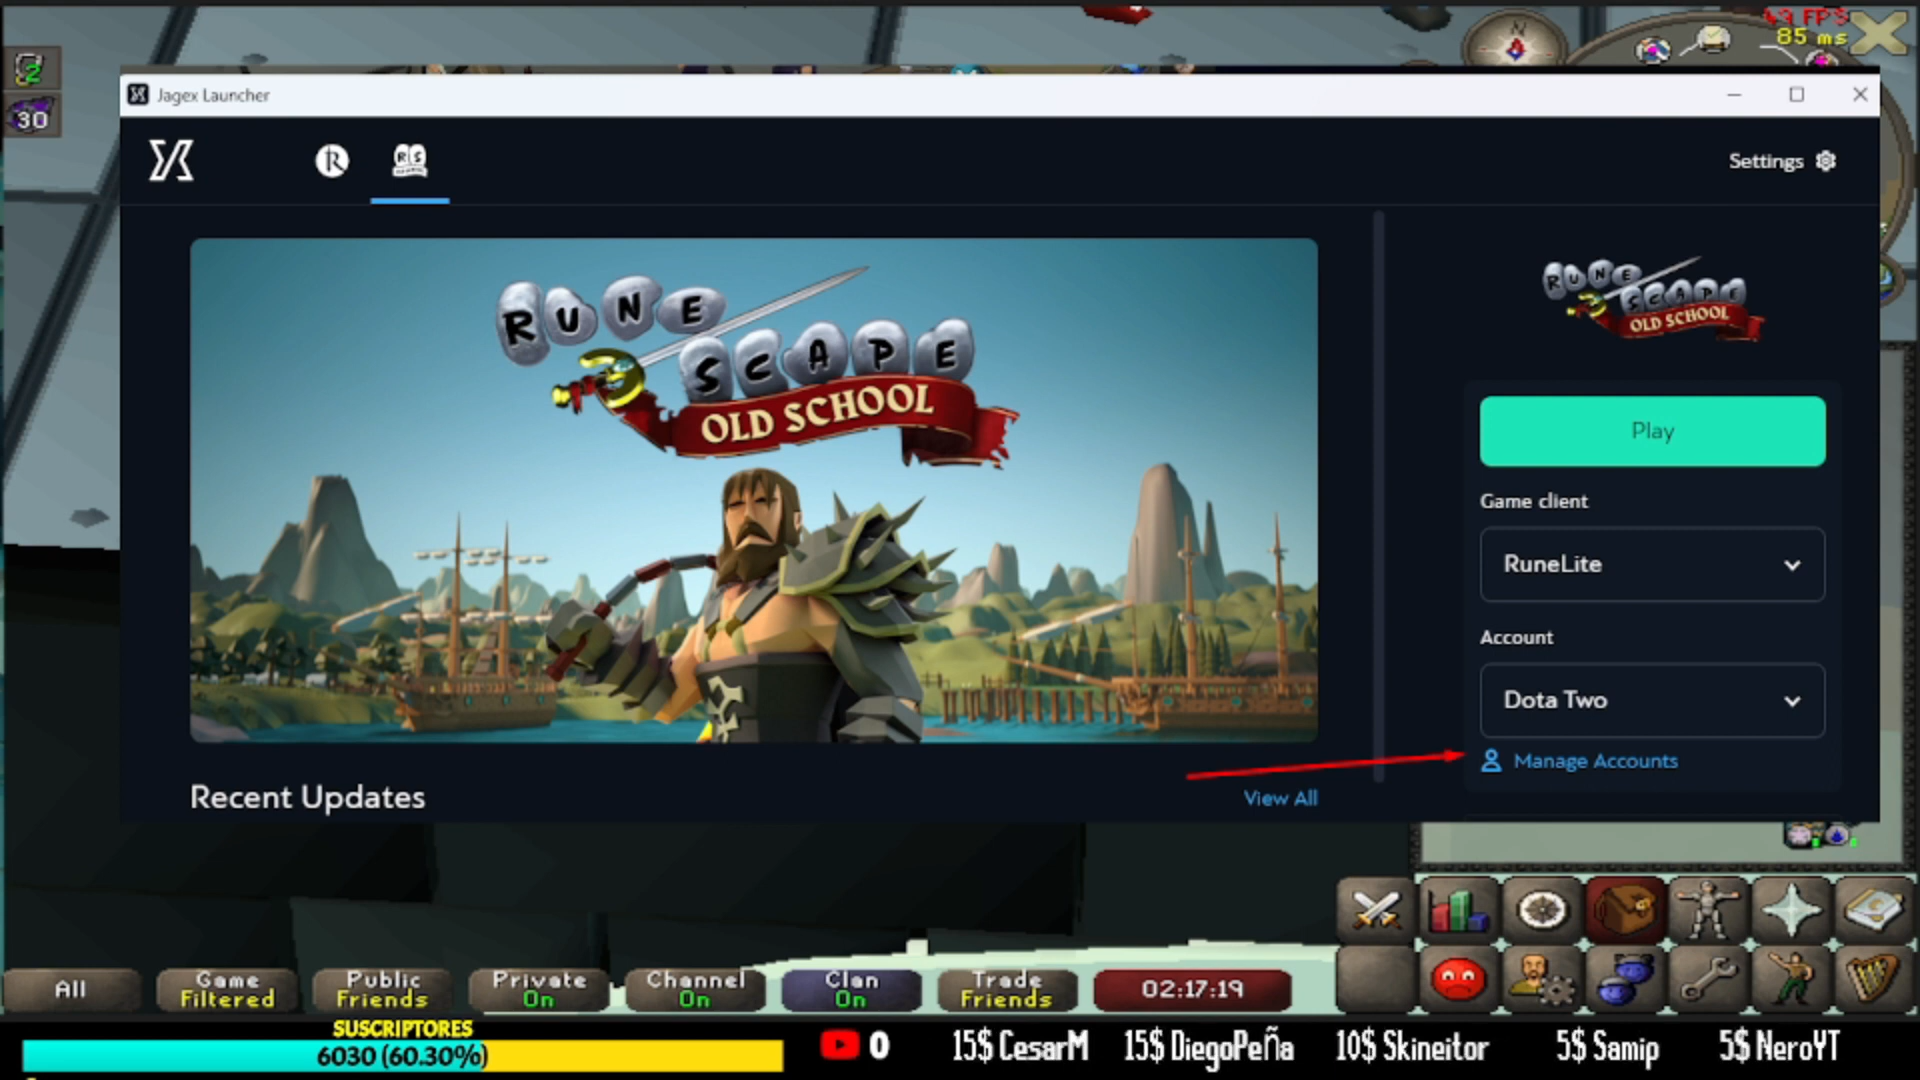 49 FPS
85 ms
2
30
Jagex Launcher
Settings
RUNE
SCAPE
OLD SCHOOL
RUNE
SCAPE
OLD SCHOOL
Play
Game client
RuneLite
Account
Dota Two
Manage Accounts
Recent Updates
View All
All
Game
Filtered
Public
Friends
Private
On
Channel
On
Clan
On
Trade
Friends
02:17:19
SUSCRIPTORES
6030 (60.30%)
0
15$ CesarM 15$ DiegoPeña 10$ Skineitor 5$ Samip 5$ NeroYT